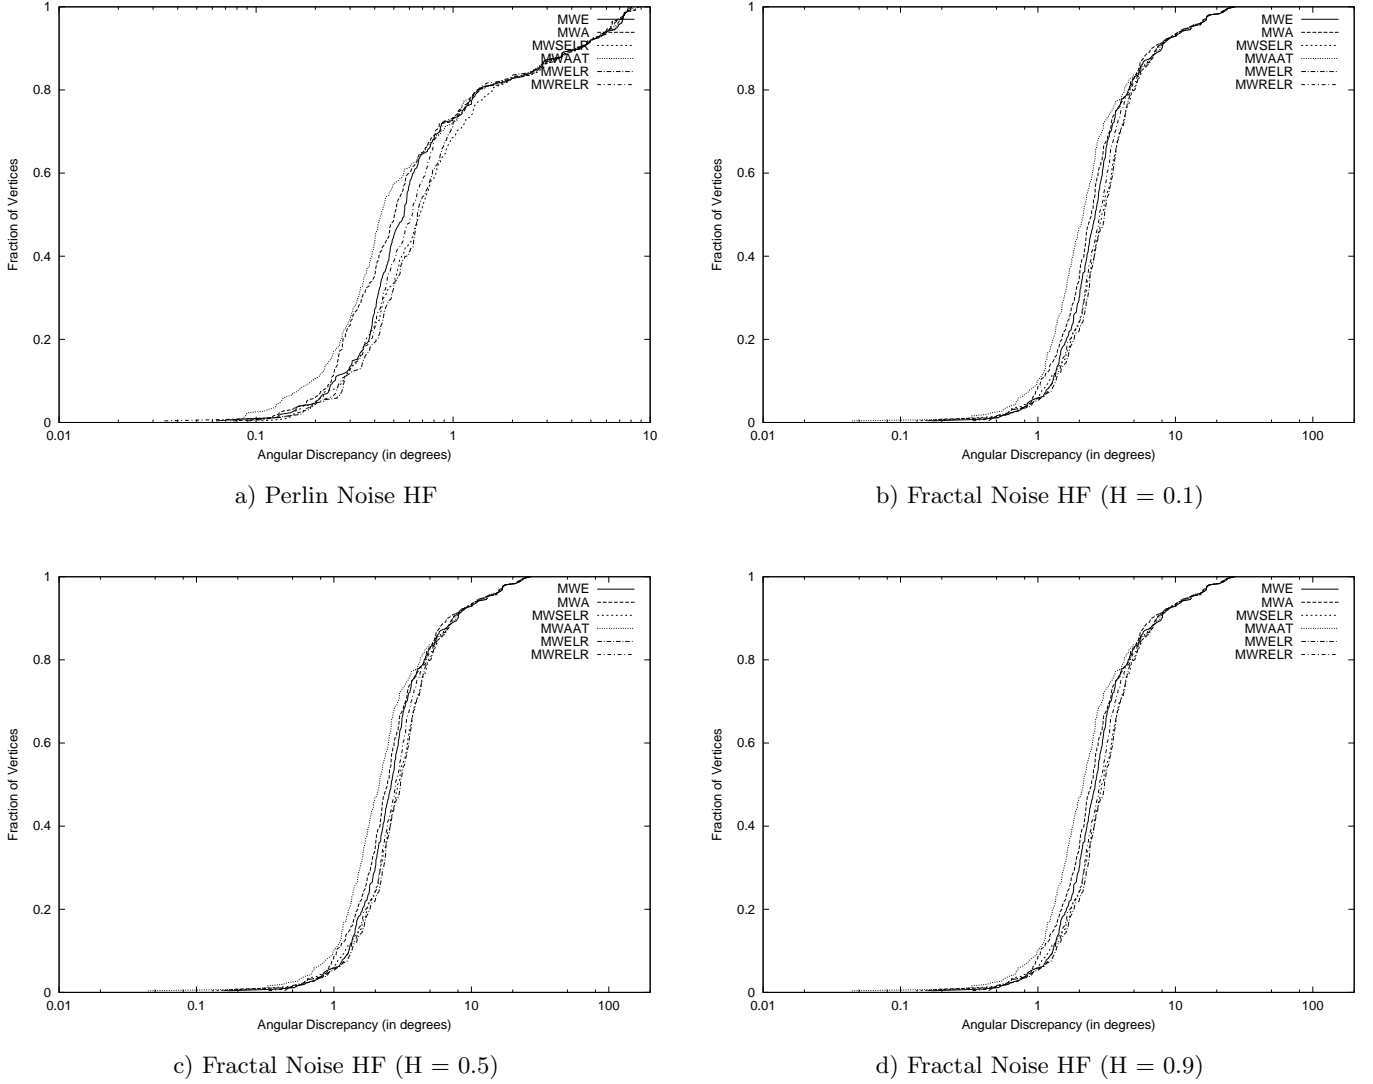 1
0.8
0.6
0.4
0.2
0
0.01
0.1
1
10
Fraction of Vertices
Angular Discrepancy (in degrees)
MWE
MWA
MWSELR
MWAAT
MWELR
MWRELR
a) Perlin Noise HF
1
0.8
0.6
0.4
0.2
0
0.01
0.1
1
10
100
Fraction of Vertices
Angular Discrepancy (in degrees)
MWE
MWA
MWSELR
MWAAT
MWELR
MWRELR
b) Fractal Noise HF (H = 0.1)
1
0.8
0.6
0.4
0.2
0
0.01
0.1
1
10
100
Fraction of Vertices
Angular Discrepancy (in degrees)
MWE
MWA
MWSELR
MWAAT
MWELR
MWRELR
c) Fractal Noise HF (H = 0.5)
1
0.8
0.6
0.4
0.2
0
0.01
0.1
1
10
100
Fraction of Vertices
Angular Discrepancy (in degrees)
MWE
MWA
MWSELR
MWAAT
MWELR
MWRELR
d) Fractal Noise HF (H = 0.9)